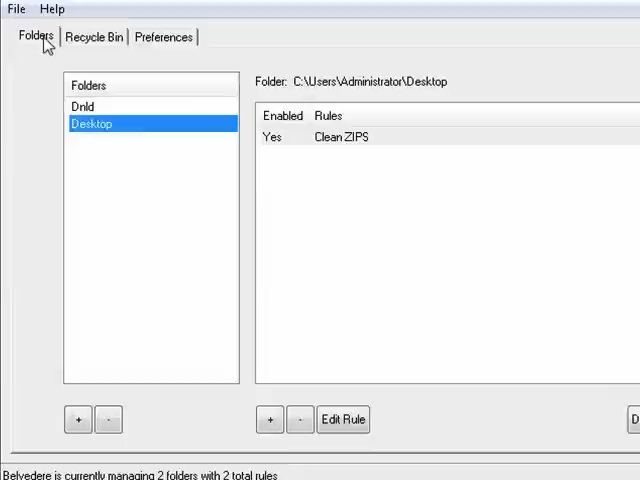 File Help
Folders Recycle Bin Preferences
Folders
Folder: C:\Users\Administrator\Desktop
Dnld
Desktop
Enabled Rules
Yes Clean ZIPS
+ - + - Edit Rule D
Belvedere is currently managing 2 folders with 2 total rules